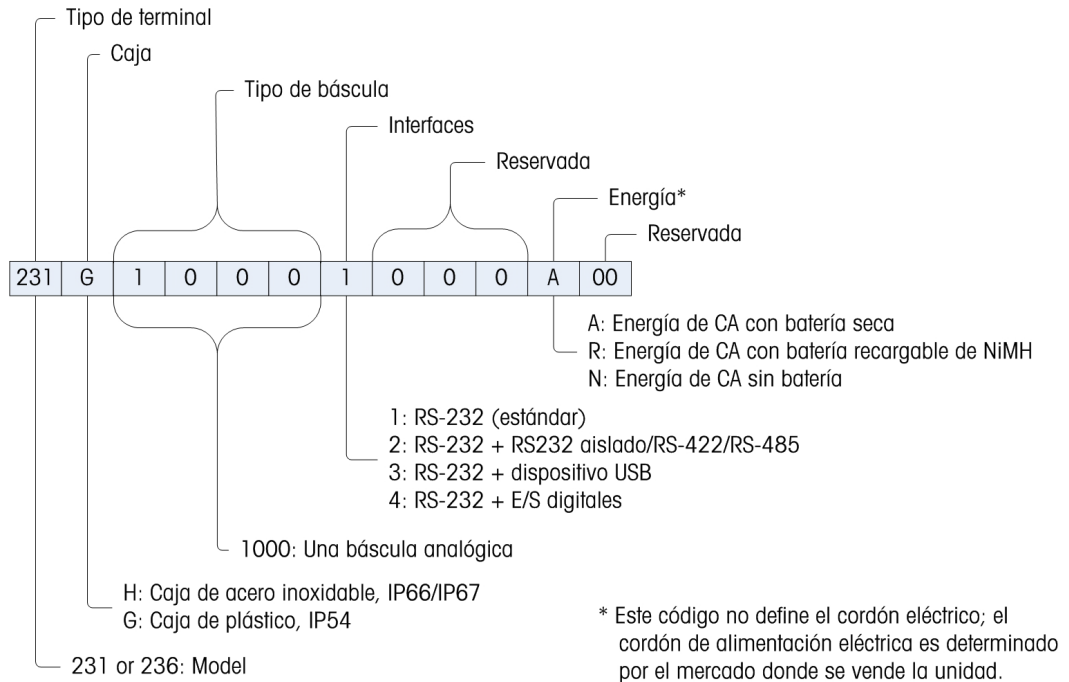 Tipo de terminal
Caja
Tipo de báscula
Interfaces
Reservada
Energía*
Reservada
231 G 1 0 0 0 1 0 0 0 A 00
A: Energía de CA con batería seca
R: Energía de CA con batería recargable de NiMH
N: Energía de CA sin batería
1: RS-232 (estándar)
2: RS-232 + RS232 aislado/RS-422/RS-485
3: RS-232 + dispositivo USB
4: RS-232 + E/S digitales
1000: Una báscula analógica
H: Caja de acero inoxidable, IP66/IP67
G: Caja de plástico, IP54
231 or 236: Model
* Este código no define el cordón eléctrico; el
cordón de alimentación eléctrica es determinado
por el mercado donde se vende la unidad.